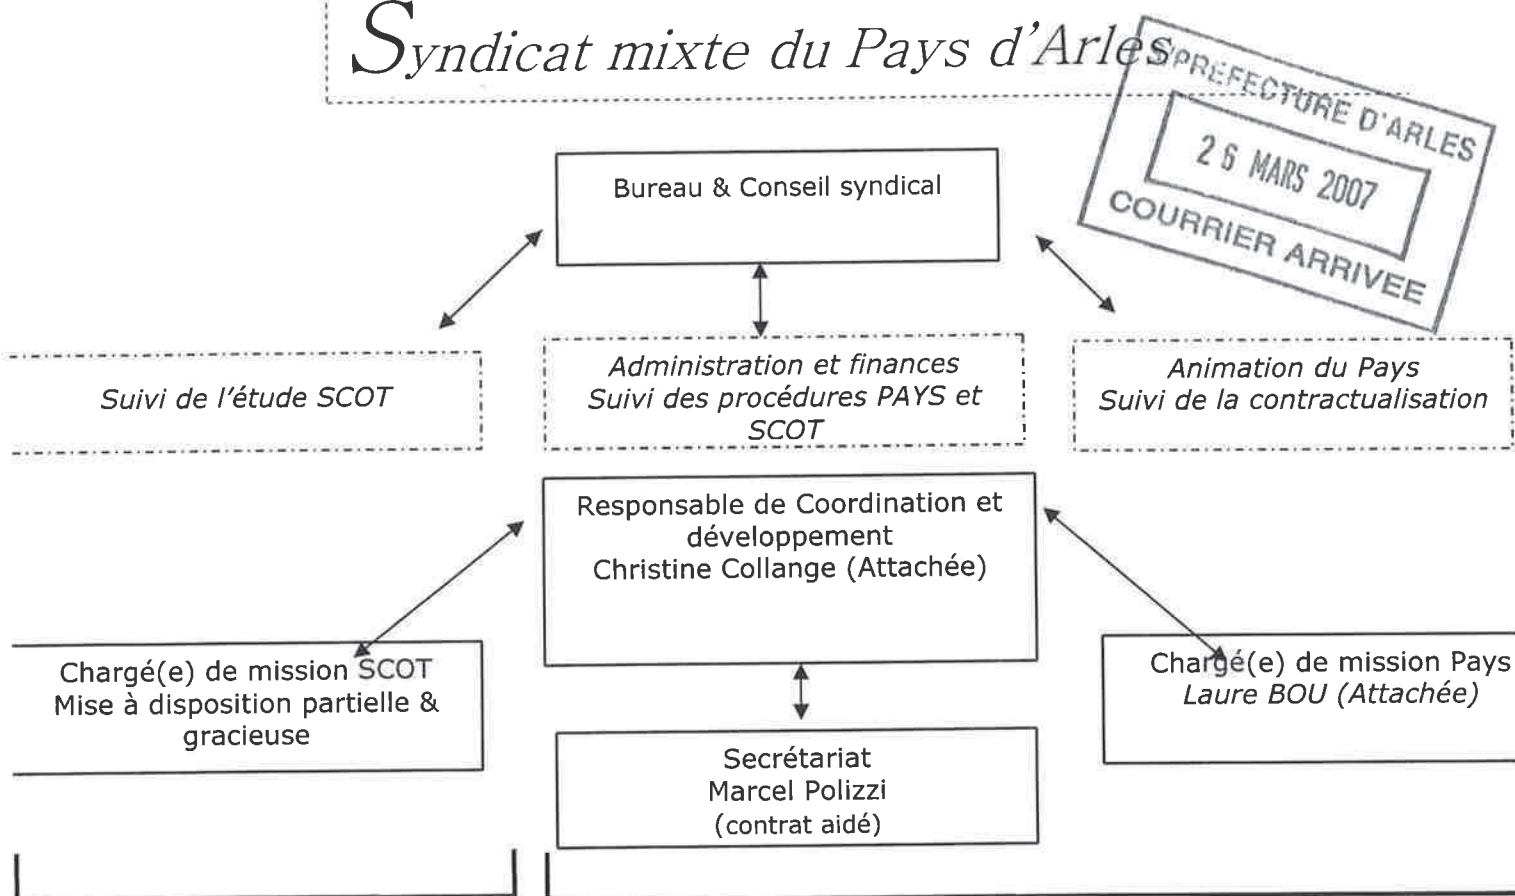 Syndicat mixte du Pays d'Arles
S/PREFECTURE D'ARLES
26 MARS 2007
COURRIER ARRIVEE
Bureau & Conseil syndical
Suivi de l'étude SCOT
Administration et finances
Suivi des procédures PAYS et
SCOT
Animation du Pays
Suivi de la contractualisation
Responsable de Coordination et
développement
Christine Collange (Attachée)
Chargé(e) de mission SCOT
Mise à disposition partielle &
gracieuse
Chargé(e) de mission Pays
Laure BOU (Attachée)
Secrétariat
Marcel Polizzi
(contrat aidé)